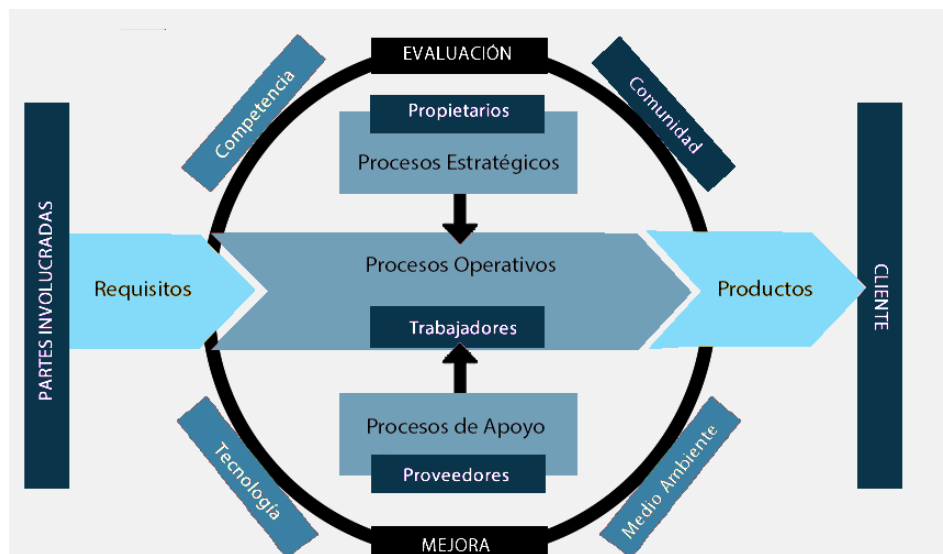 EVALUACIÓN
Competencia
Comunidad
Propietarios
Procesos Estratégicos
PARTES INVOLUCRADAS
Requisitos
Procesos Operativos
Trabajadores
Productos
CLIENTE
Procesos de Apoyo
Proveedores
Tecnología
Medio Ambiente
MEJORA